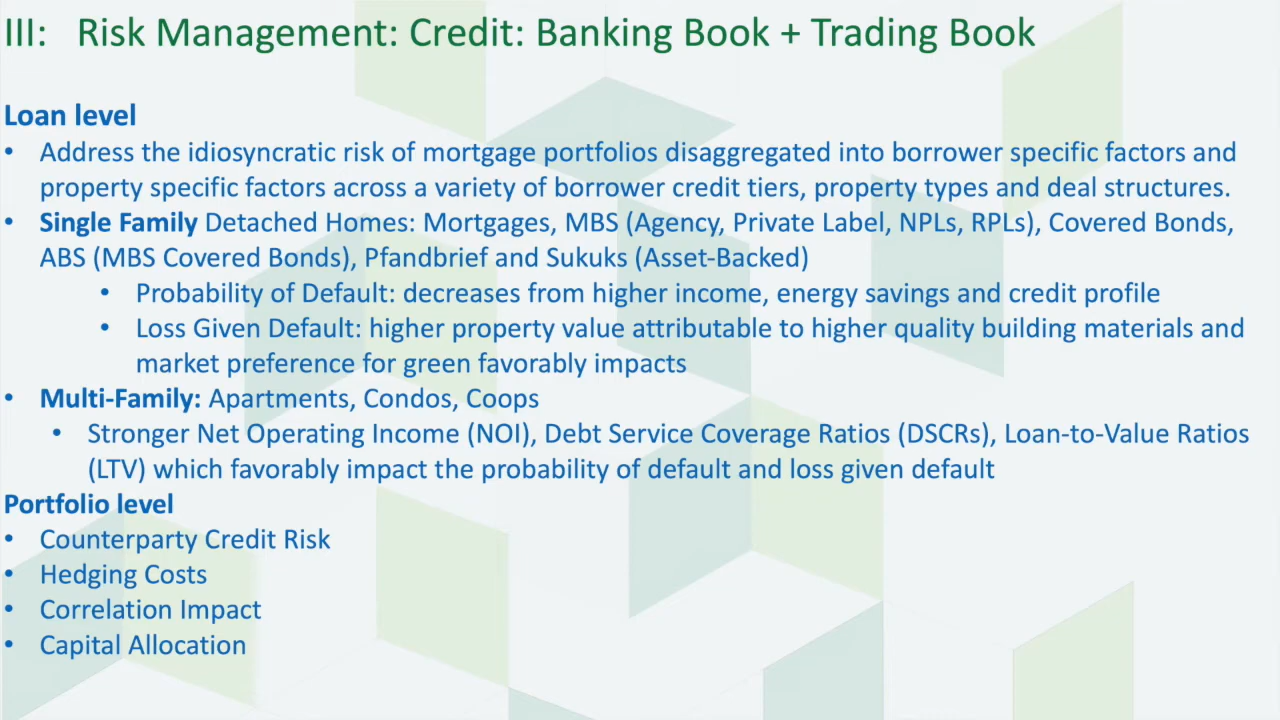 III: Risk Management: Credit: Banking Book + Trading Book
Loan level
• Address the idiosyncratic risk of mortgage portfolios disaggregated into borrower specific factors and
property specific factors across a variety of borrower credit tiers, property types and deal structures.
• Single Family Detached Homes: Mortgages, MBS (Agency, Private Label, NPLs, RPLs), Covered Bonds,
ABS (MBS Covered Bonds), Pfandbrief and Sukuks (Asset-Backed)
• Probability of Default: decreases from higher income, energy savings and credit profile
• Loss Given Default: higher property value attributable to higher quality building materials and
market preference for green favorably impacts
• Multi-Family: Apartments, Condos, Coops
• Stronger Net Operating Income (NOI), Debt Service Coverage Ratios (DSCRs), Loan-to-Value Ratios
(LTV) which favorably impact the probability of default and loss given default
Portfolio level
• Counterparty Credit Risk
• Hedging Costs
• Correlation Impact
• Capital Allocation